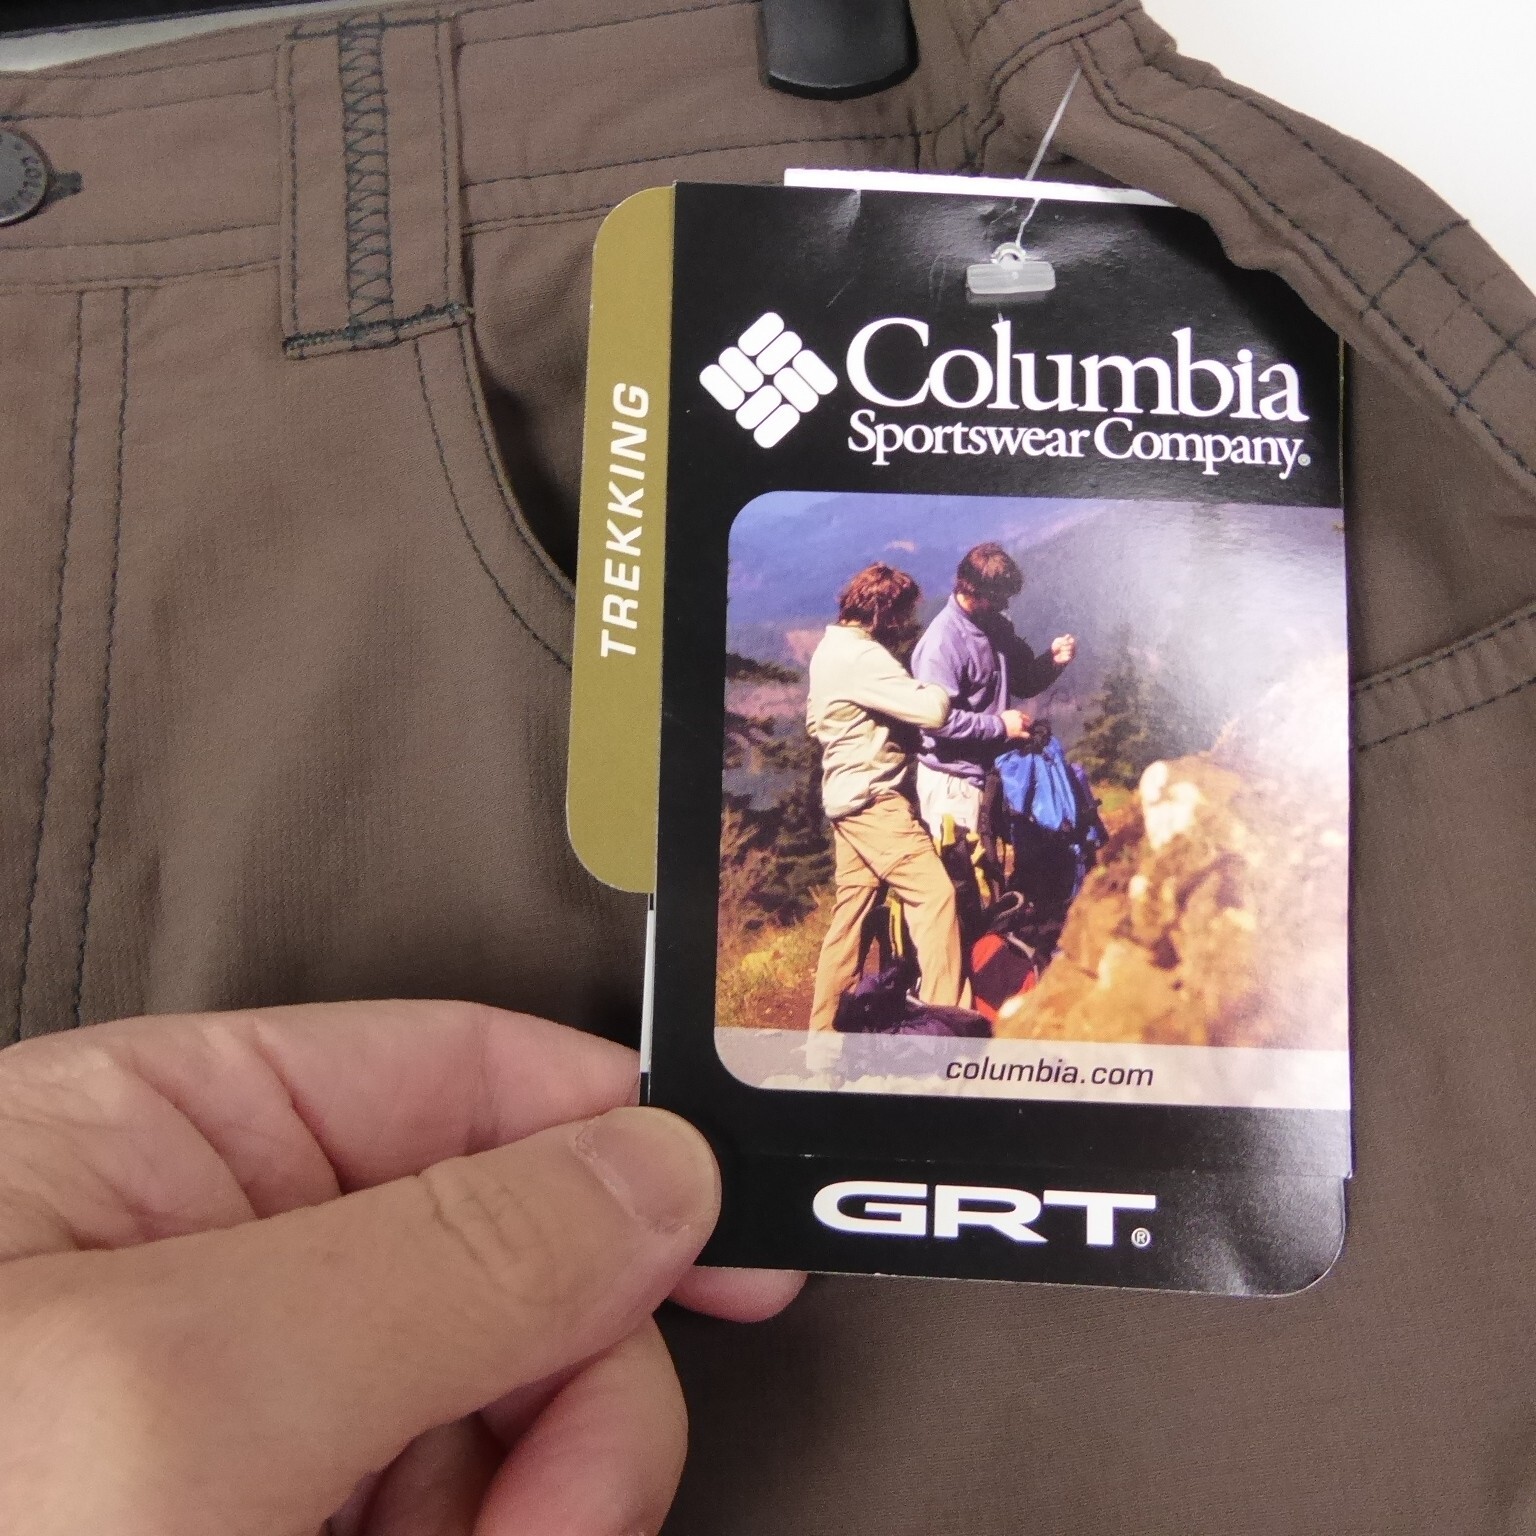 TREKKING
Columbia
Sportswear Company®
columbia.com
GRT®